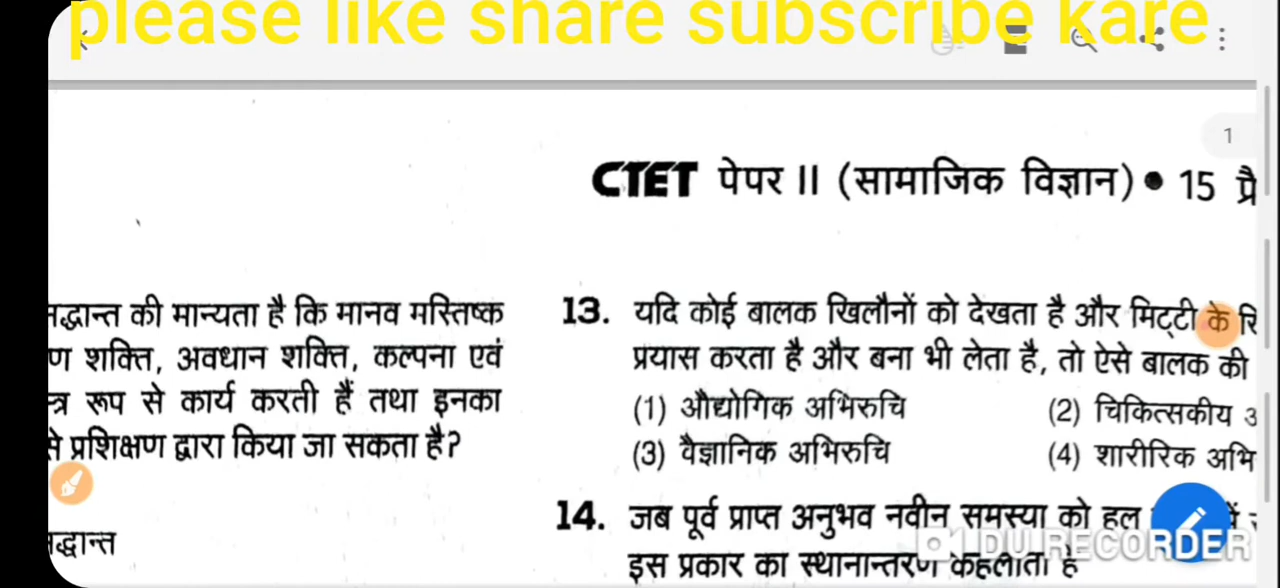 please like share subscribe kare
1
CTET पेपर II (सामाजिक विज्ञान) • 15
की मान्यता है कि मानव मस्तिष्क
शक्ति, अवधान शक्ति, कल्पना एवं
रूप से कार्य करती हैं तथा इनका
प्रशिक्षण द्वारा किया जा सकता है?
13. यदि कोई बालक खिलौनों को देखता है और मिट्टी के
प्रयास करता है और बना भी लेता है, तो ऐसे बालक की
(1) औद्योगिक अभिरुचि (2) चिकित्सकीय
(3) वैज्ञानिक अभिरुचि (4) शारीरिक
14. जब पूर्व प्राप्त अनुभव नवीन समस्या को हल
इस प्रकार का स्थानान्तरण कहलाता है
DU RECORDER